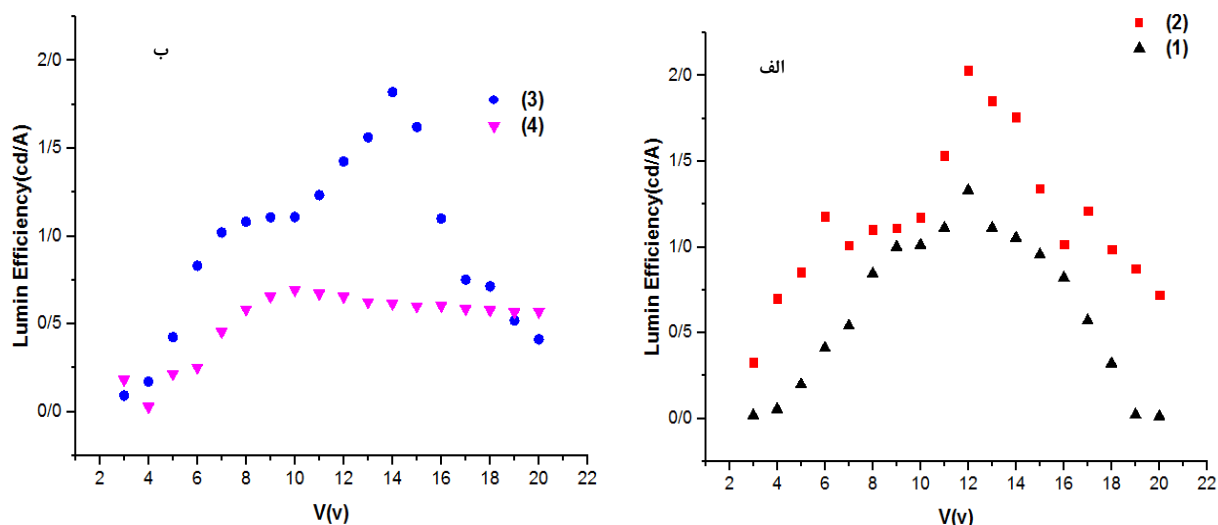 ب
(3)
(4)
Lumin Efficiency(cd/A)
2/0
1/5
1/0
0/5
0/0
2 4 6 8 10 12 14 16 18 20 22
V(v)
(2)
(1)
الف
Lumin Efficiency(cd/A)
2/0
1/5
1/0
0/5
0/0
2 4 6 8 10 12 14 16 18 20 22
V(v)